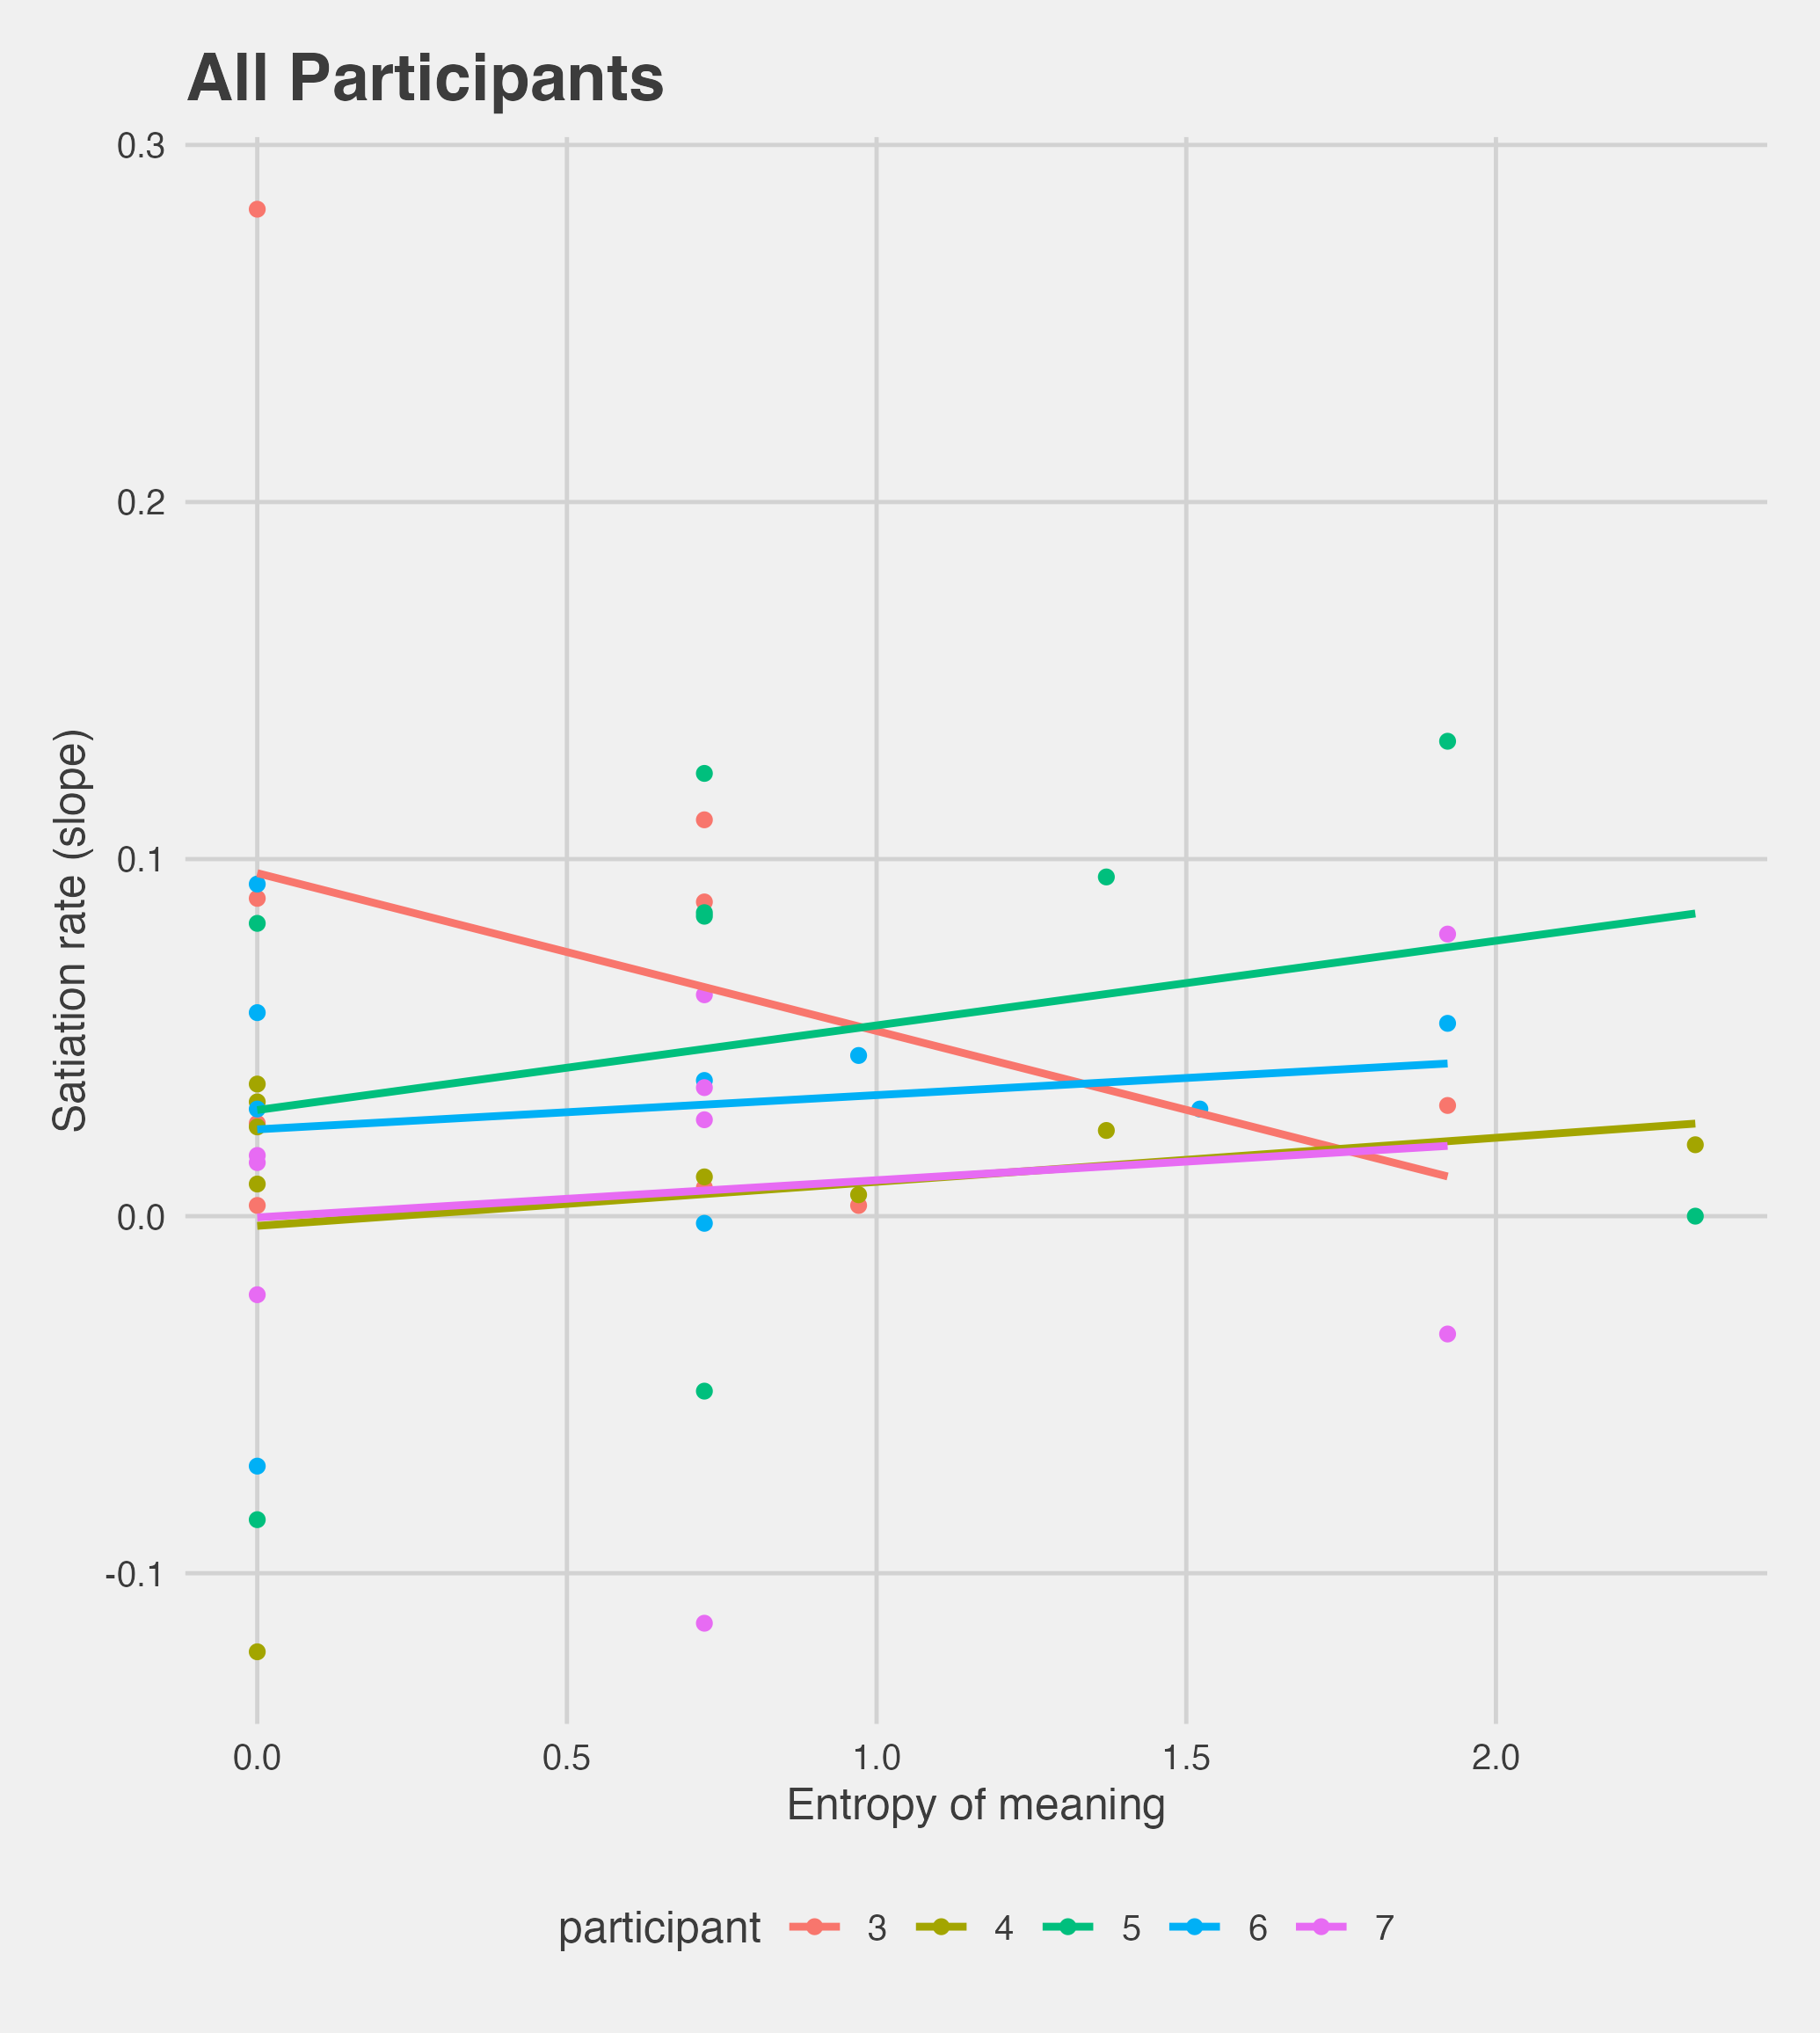 All Participants
0.3
0.2
0.1
0.0
-0.1
Satiation rate (slope)
0.0 0.5 1.0 1.5 2.0
Entropy of meaning
participant 3 4 5 6 7